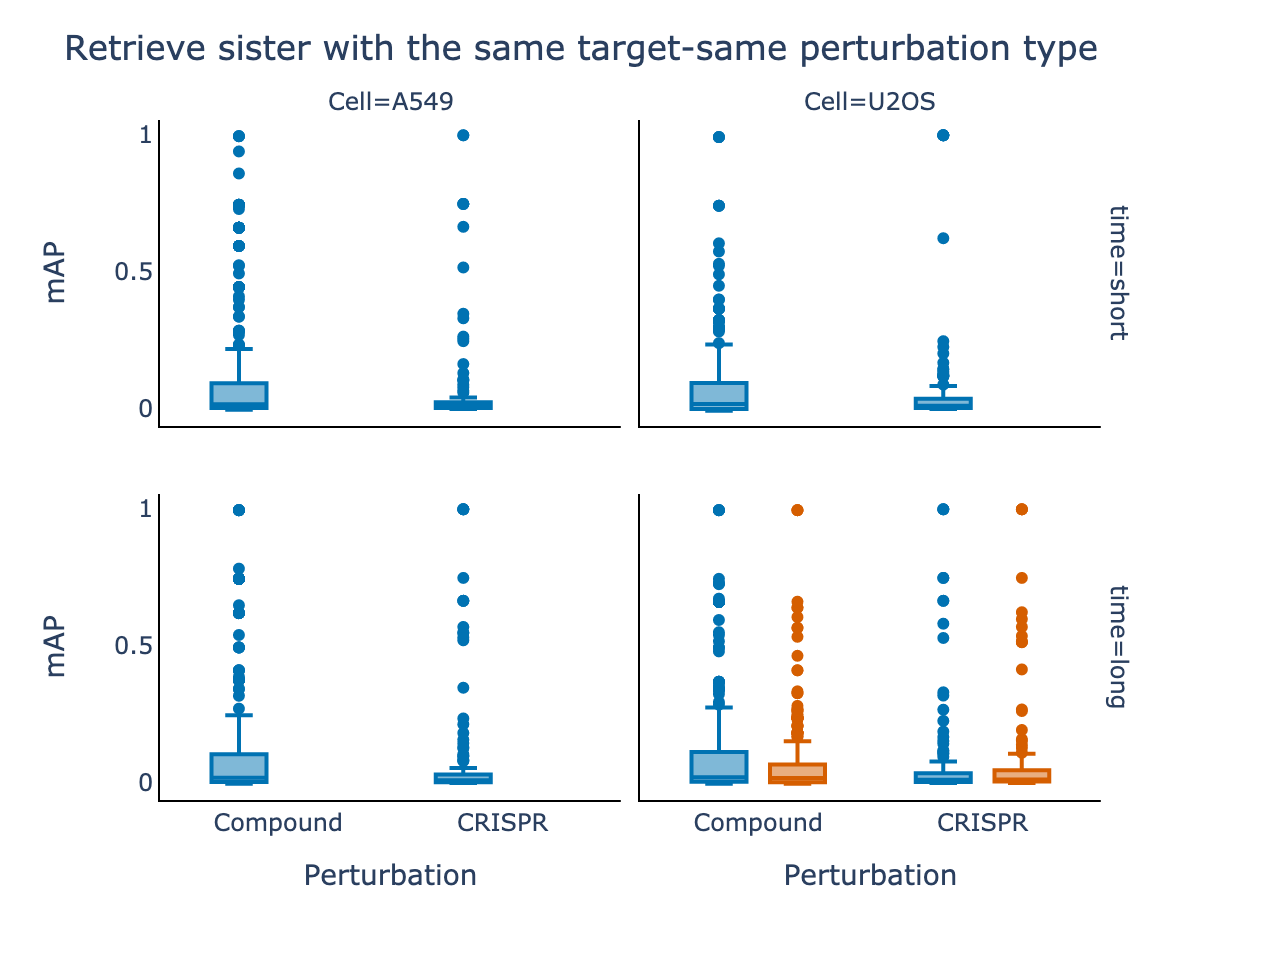 Retrieve sister with the same target-same perturbation type
Cell=A549
Cell=U2OS
1
0.5
0
mAP
time=short
1
0.5
0
mAP
time=long
Compound
CRISPR
Compound
CRISPR
Perturbation
Perturbation